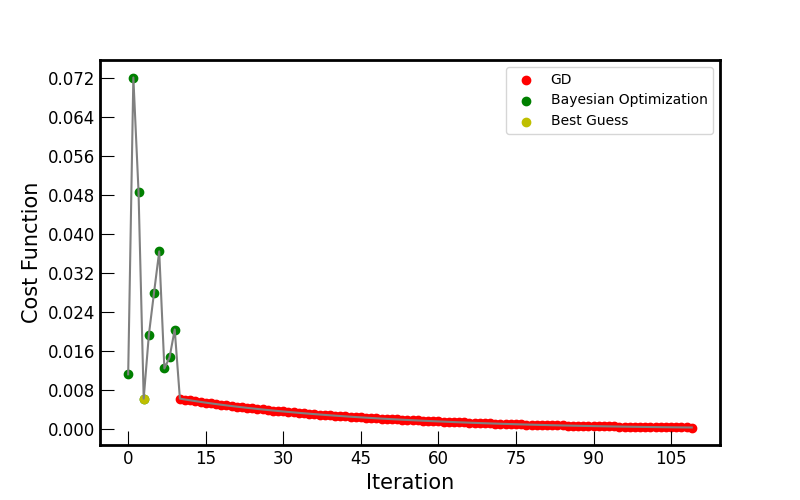 GD
Bayesian Optimization
Best Guess
Cost Function
0.072
0.064
0.056
0.048
0.040
0.032
0.024
0.016
0.008
0.000
0 15 30 45 60 75 90 105
Iteration